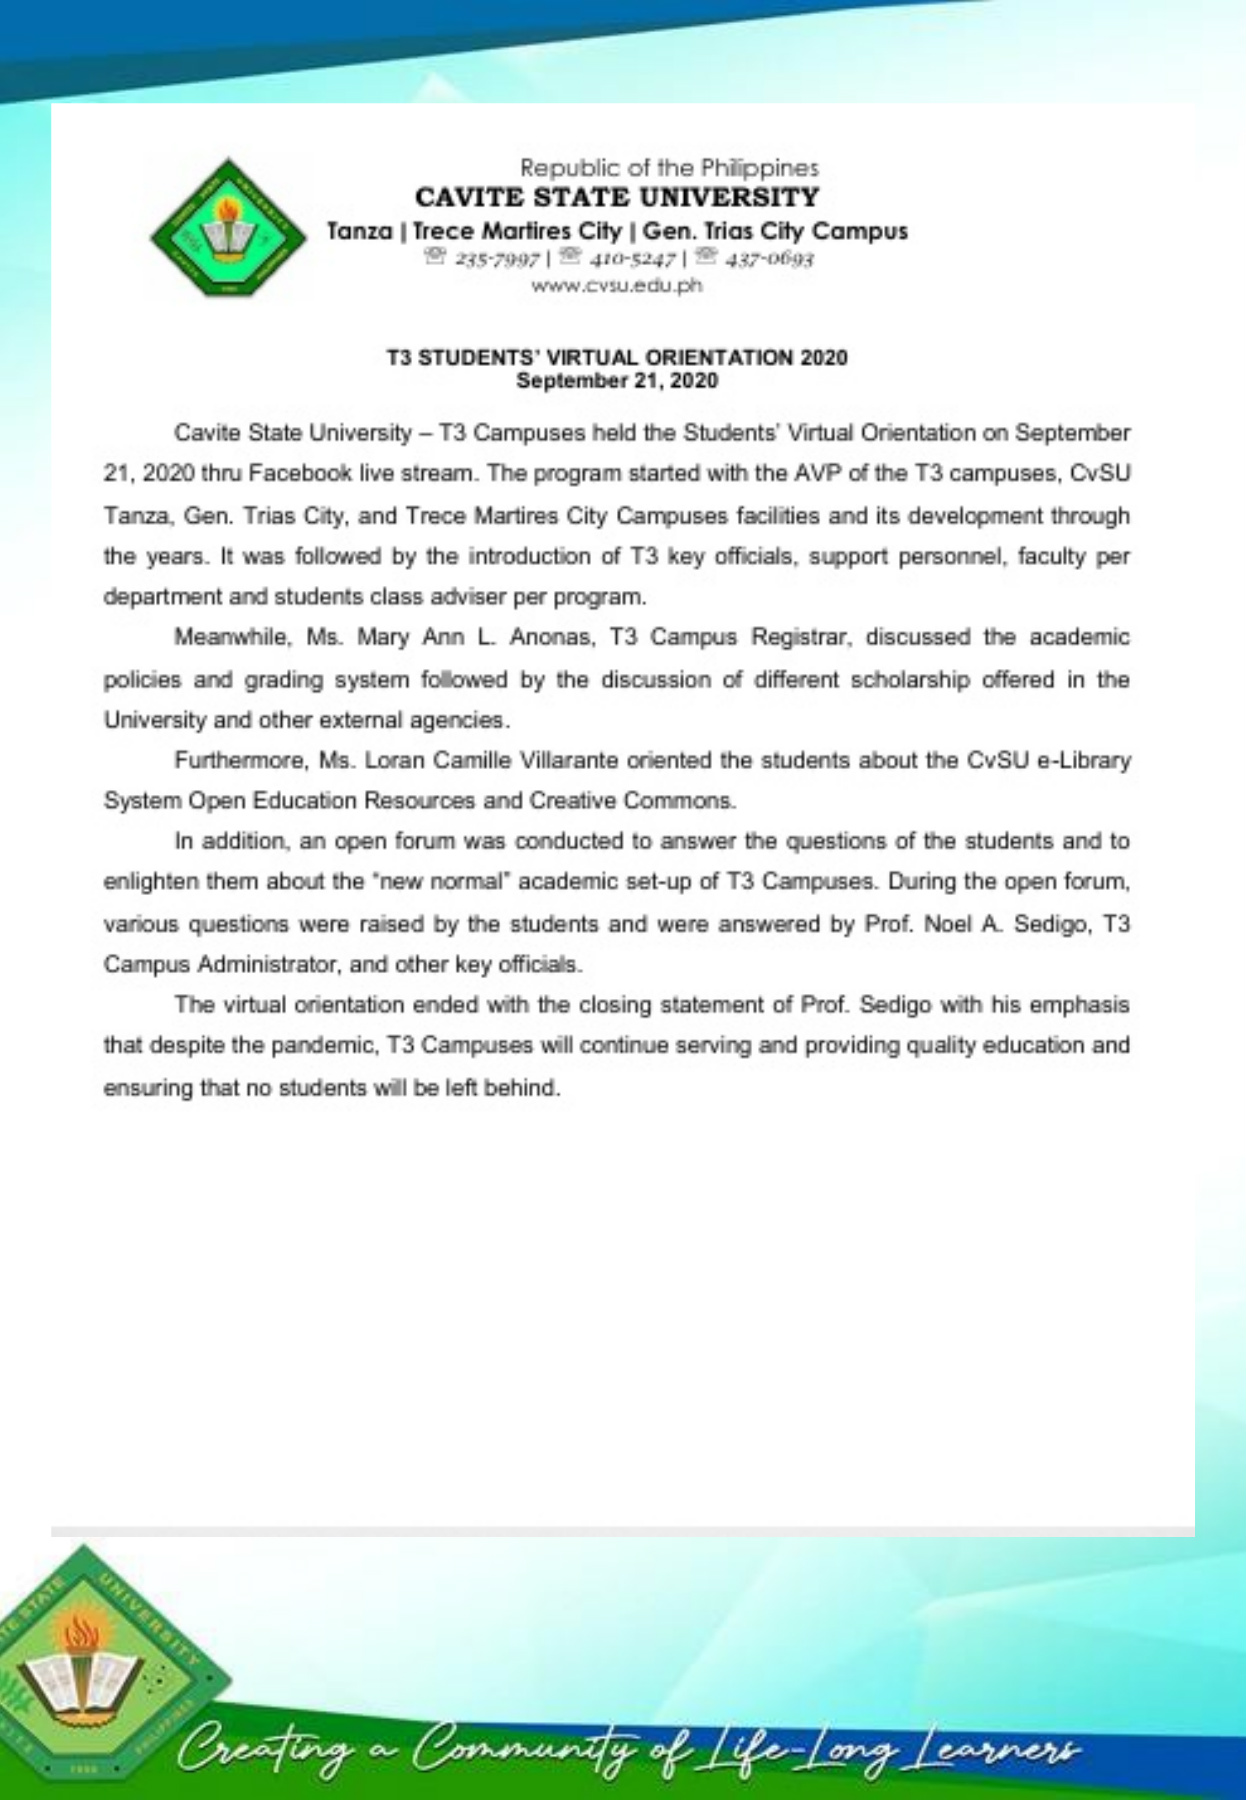 Republic of the Philippines
CAVITE STATE UNIVERSITY
Tanza | Trece Martires City | Gen. Trias City Campus
☏ 235-7997 | ☏ 410-5247 | ☏ 437-0693
www.cvsu.edu.ph
T3 STUDENTS' VIRTUAL ORIENTATION 2020
September 21, 2020
Cavite State University – T3 Campuses held the Students' Virtual Orientation on September
21, 2020 thru Facebook live stream. The program started with the AVP of the T3 campuses, CvSU
Tanza, Gen. Trias City, and Trece Martires City Campuses facilities and its development through
the years. It was followed by the introduction of T3 key officials, support personnel, faculty per
department and students class adviser per program.
Meanwhile, Ms. Mary Ann L. Anonas, T3 Campus Registrar, discussed the academic
policies and grading system followed by the discussion of different scholarship offered in the
University and other external agencies.
Furthermore, Ms. Loran Camille Villarante oriented the students about the CvSU e-Library
System Open Education Resources and Creative Commons.
In addition, an open forum was conducted to answer the questions of the students and to
enlighten them about the "new normal" academic set-up of T3 Campuses. During the open forum,
various questions were raised by the students and were answered by Prof. Noel A. Sedigo, T3
Campus Administrator, and other key officials.
The virtual orientation ended with the closing statement of Prof. Sedigo with his emphasis
that despite the pandemic, T3 Campuses will continue serving and providing quality education and
ensuring that no students will be left behind.
STATE UNIVERSITY
PHILIPPINES
Creating a Community of Life-Long Learners